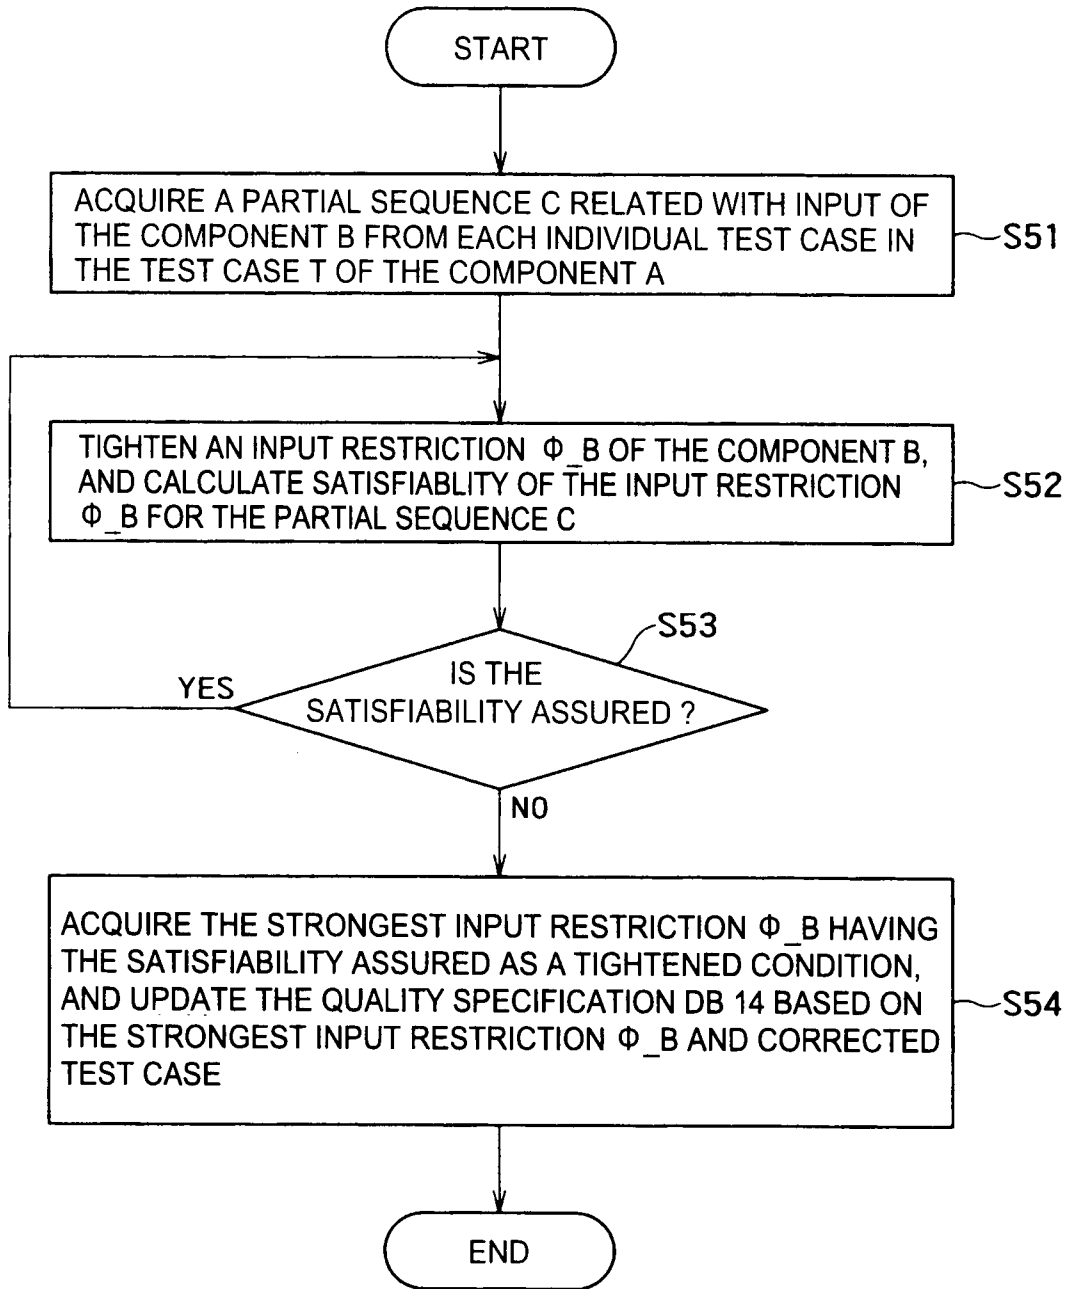 START
ACQUIRE A PARTIAL SEQUENCE C RELATED WITH INPUT OF
THE COMPONENT B FROM EACH INDIVIDUAL TEST CASE IN
THE TEST CASE T OF THE COMPONENT A
S51
TIGHTEN AN INPUT RESTRICTION Φ_B OF THE COMPONENT B,
AND CALCULATE SATISFIABLITY OF THE INPUT RESTRICTION
Φ_B FOR THE PARTIAL SEQUENCE C
S52
S53
IS THE
SATISFIABILITY ASSURED ?
YES
NO
ACQUIRE THE STRONGEST INPUT RESTRICTION Φ_B HAVING
THE SATISFIABILITY ASSURED AS A TIGHTENED CONDITION,
AND UPDATE THE QUALITY SPECIFICATION DB 14 BASED ON
THE STRONGEST INPUT RESTRICTION Φ_B AND CORRECTED
TEST CASE
S54
END